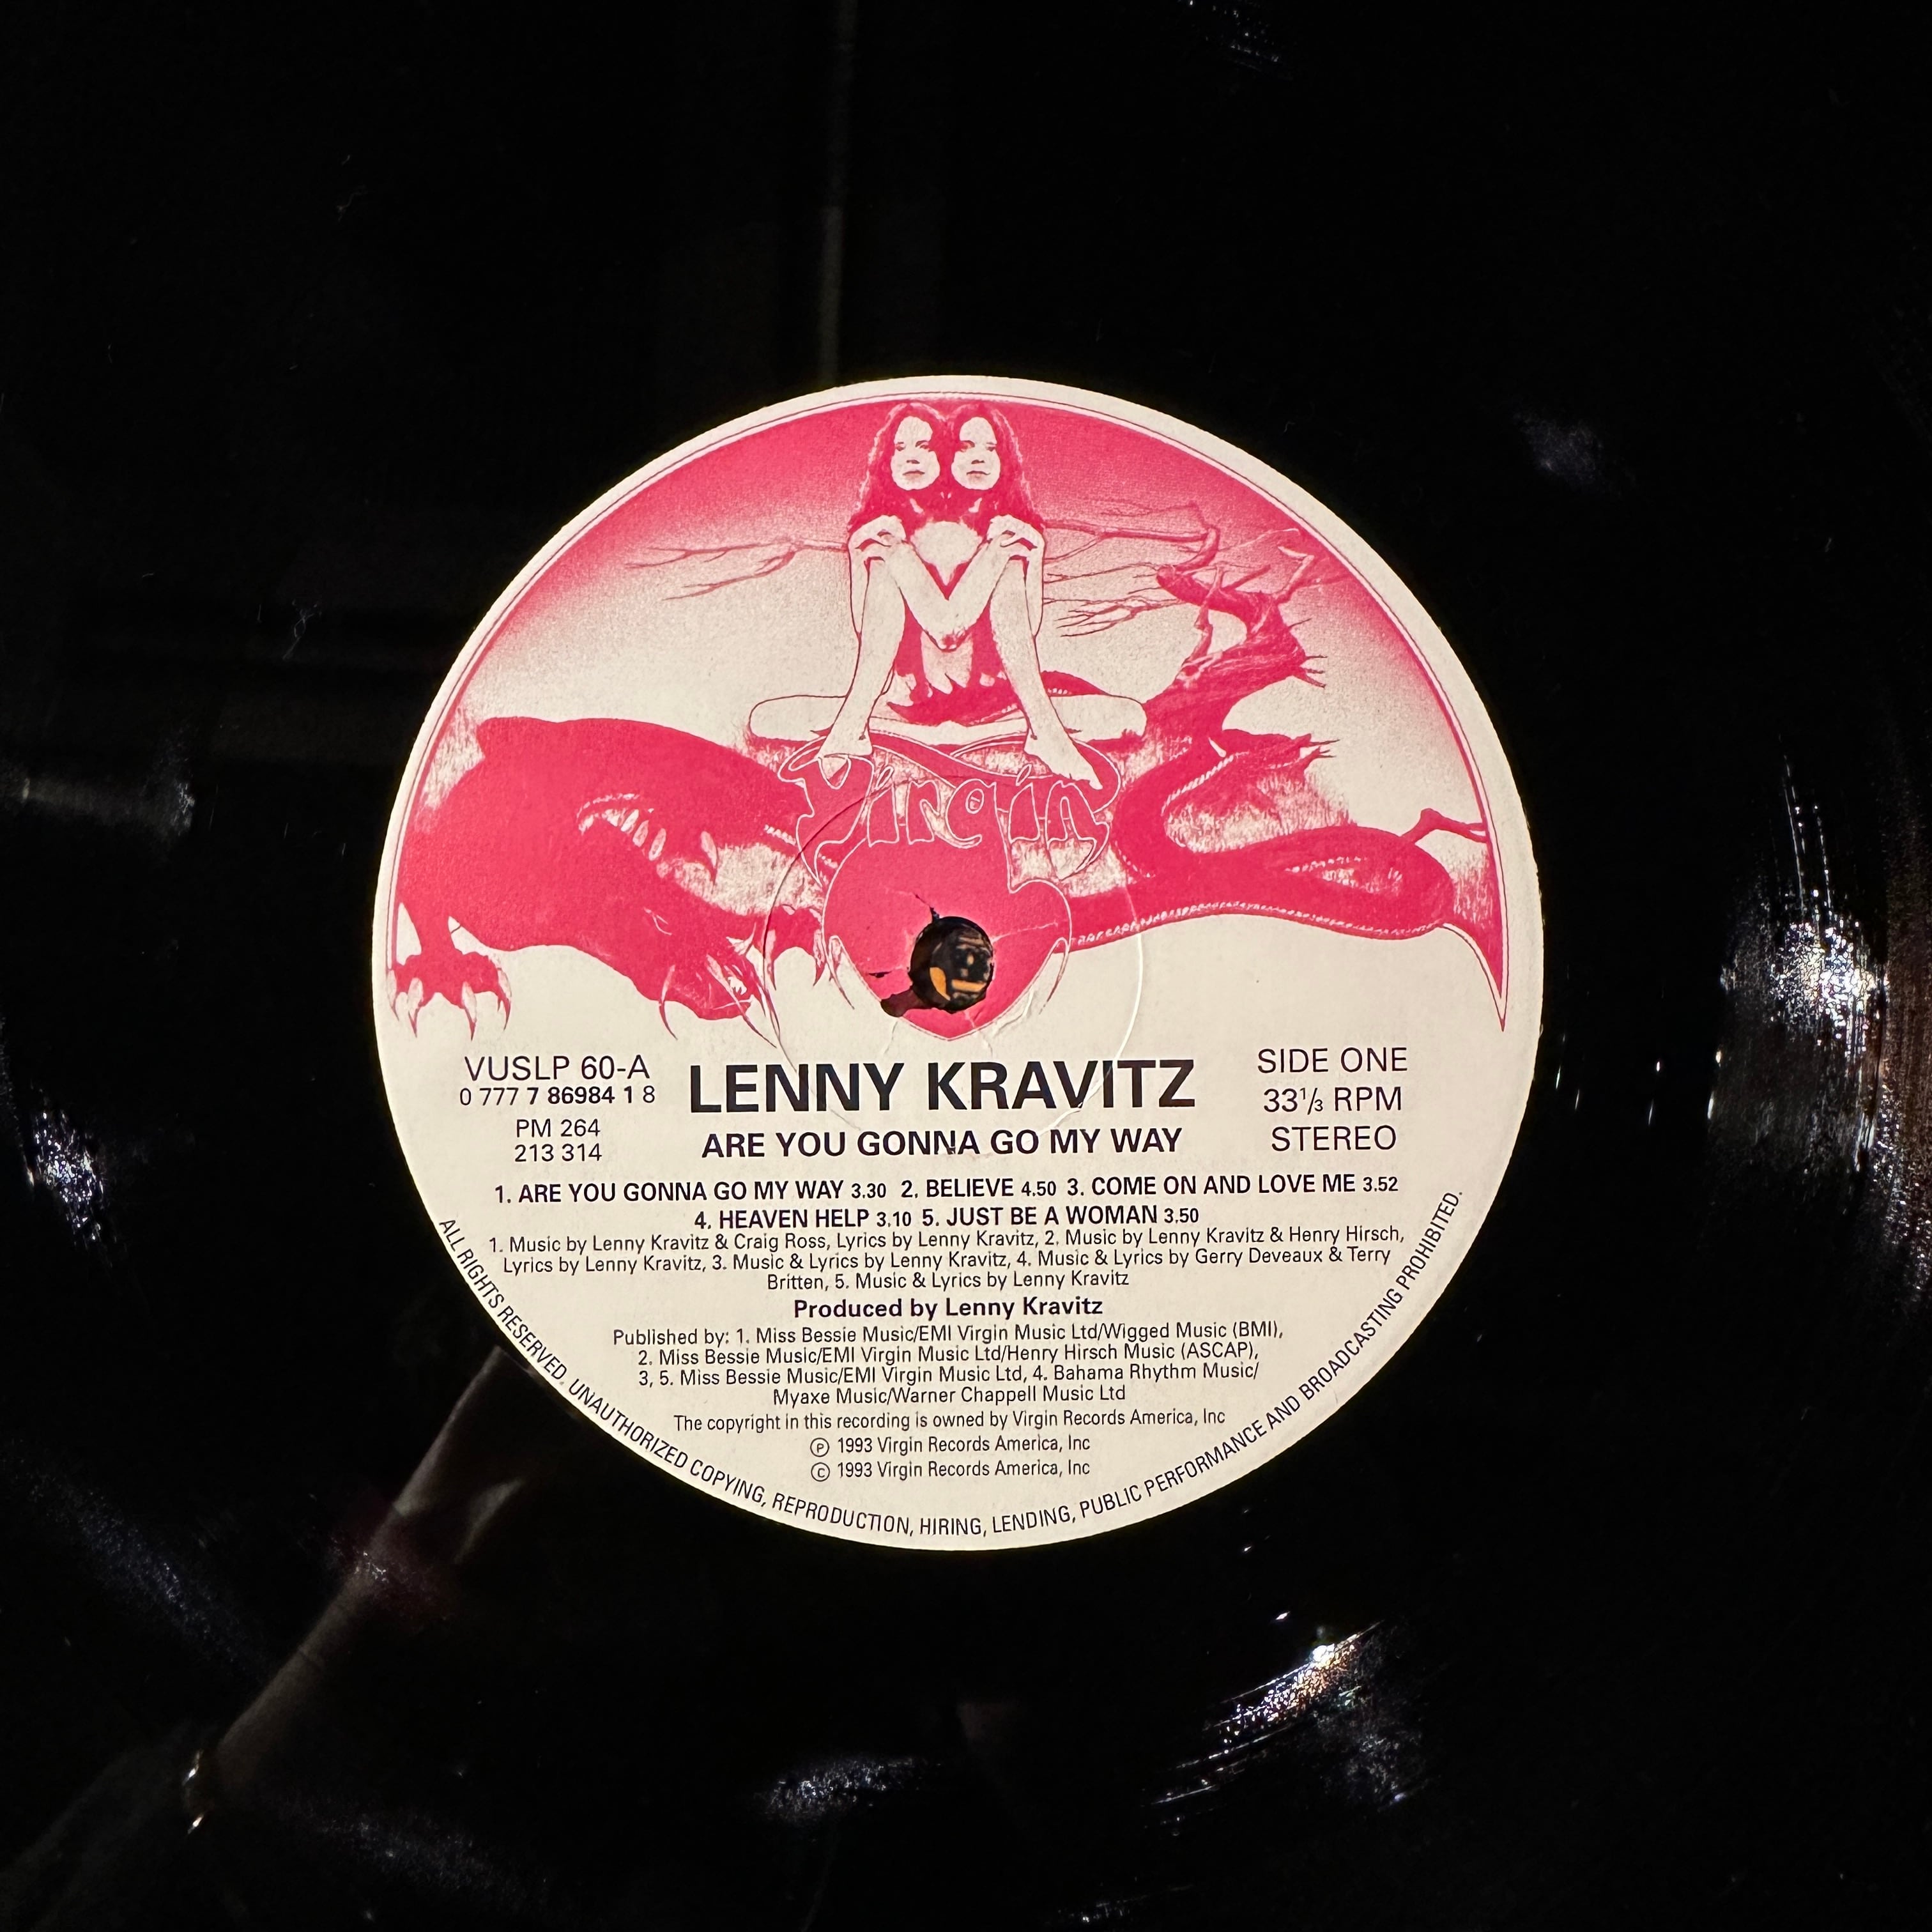 Virgin
VUSLP 60-A
0 777 7 86984 1 8
PM 264
213 314
LENNY KRAVITZ
ARE YOU GONNA GO MY WAY
SIDE ONE
33⅓ RPM
STEREO
1. ARE YOU GONNA GO MY WAY 3.30 2. BELIEVE 4.50 3. COME ON AND LOVE ME 3.52
4. HEAVEN HELP 3.10 5. JUST BE A WOMAN 3.50
1. Music by Lenny Kravitz & Craig Ross, Lyrics by Lenny Kravitz, 2. Music by Lenny Kravitz & Henry Hirsch,
Lyrics by Lenny Kravitz, 3. Music & Lyrics by Lenny Kravitz, 4. Music & Lyrics by Gerry Deveaux & Terry
Britten, 5. Music & Lyrics by Lenny Kravitz
Produced by Lenny Kravitz
Published by: 1. Miss Bessie Music/EMI Virgin Music Ltd/Wigged Music (BMI),
2. Miss Bessie Music/EMI Virgin Music Ltd/Henry Hirsch Music (ASCAP),
3, 5. Miss Bessie Music/EMI Virgin Music Ltd, 4. Bahama Rhythm Music/
Myaxe Music/Warner Chappell Music Ltd
The copyright in this recording is owned by Virgin Records America, Inc
℗ 1993 Virgin Records America, Inc
© 1993 Virgin Records America, Inc
ALL RIGHTS RESERVED. UNAUTHORIZED COPYING, REPRODUCTION, HIRING, LENDING, PUBLIC PERFORMANCE AND BROADCASTING PROHIBITED.